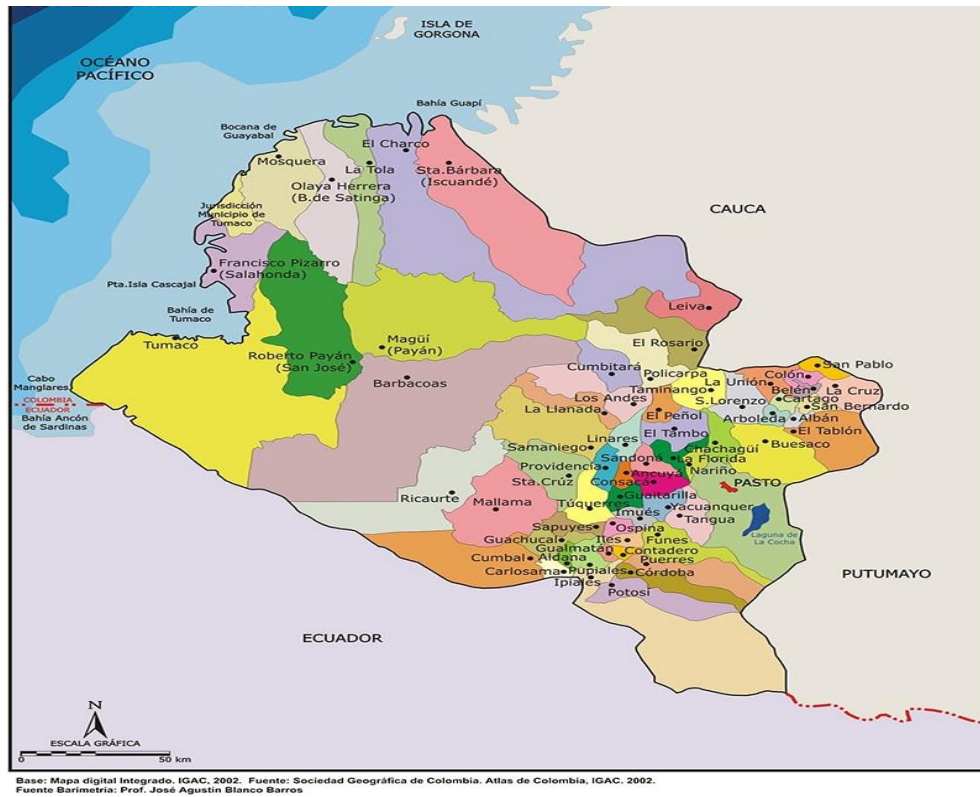 ISLA DE
GORGONA
OCÉANO
PACÍFICO
Bahía Guapí
Bocana de
Guayabal
El Charco
Mosquera
La Tola
Sta.Bárbara
(Iscuandé)
Olaya Herrera
(B.de Satinga)
CAUCA
Jurisdicción
Municipio de
Tumaco
Francisco Pizarro
(Salahonda)
Pta.Isla Cascajal
Bahía de
Tumaco
Leiva
Tumaco
Magüí
(Payán)
El Rosario
Roberto Payán
(San José)
Cumbitará
Policarpa
San Pablo
Colón
Cabo
Manglares
Barbacoas
Taminango
La Unión
Belén
La Cruz
COLOMBIA
ECUADOR
Bahía Ancón
de Sardinas
Los Andes
S.Lorenzo
Cartago
San Bernardo
La Llanada
El Peñol
Arboleda
Albán
El Tablón
Linares
El Tambo
Buesaco
Samaniego
Chachagüí
Sandoná
La Florida
Providencia
Ancuyá
Nariño
Sta.Crúz
Consacá
PASTO
Ricaurte
Mallama
Túquerres
Guaitarilla
Yacuanquer
Imués
Tangua
Sapuyes
Ospina
Laguna de
La Cocha
Guachucal
Iles
Funes
Gualmatán
Contadero
Cumbal
Aldana
Puerres
Carlosama
Pupiales
Córdoba
Ipiales
Potosí
PUTUMAYO
ECUADOR
N
ESCALA GRÁFICA
0
50 km
Base: Mapa digital Integrado. IGAC, 2002. Fuente: Sociedad Geográfica de Colombia. Atlas de Colombia, IGAC. 2002.
Fuente Barimetría: Prof. José Agustín Blanco Barros